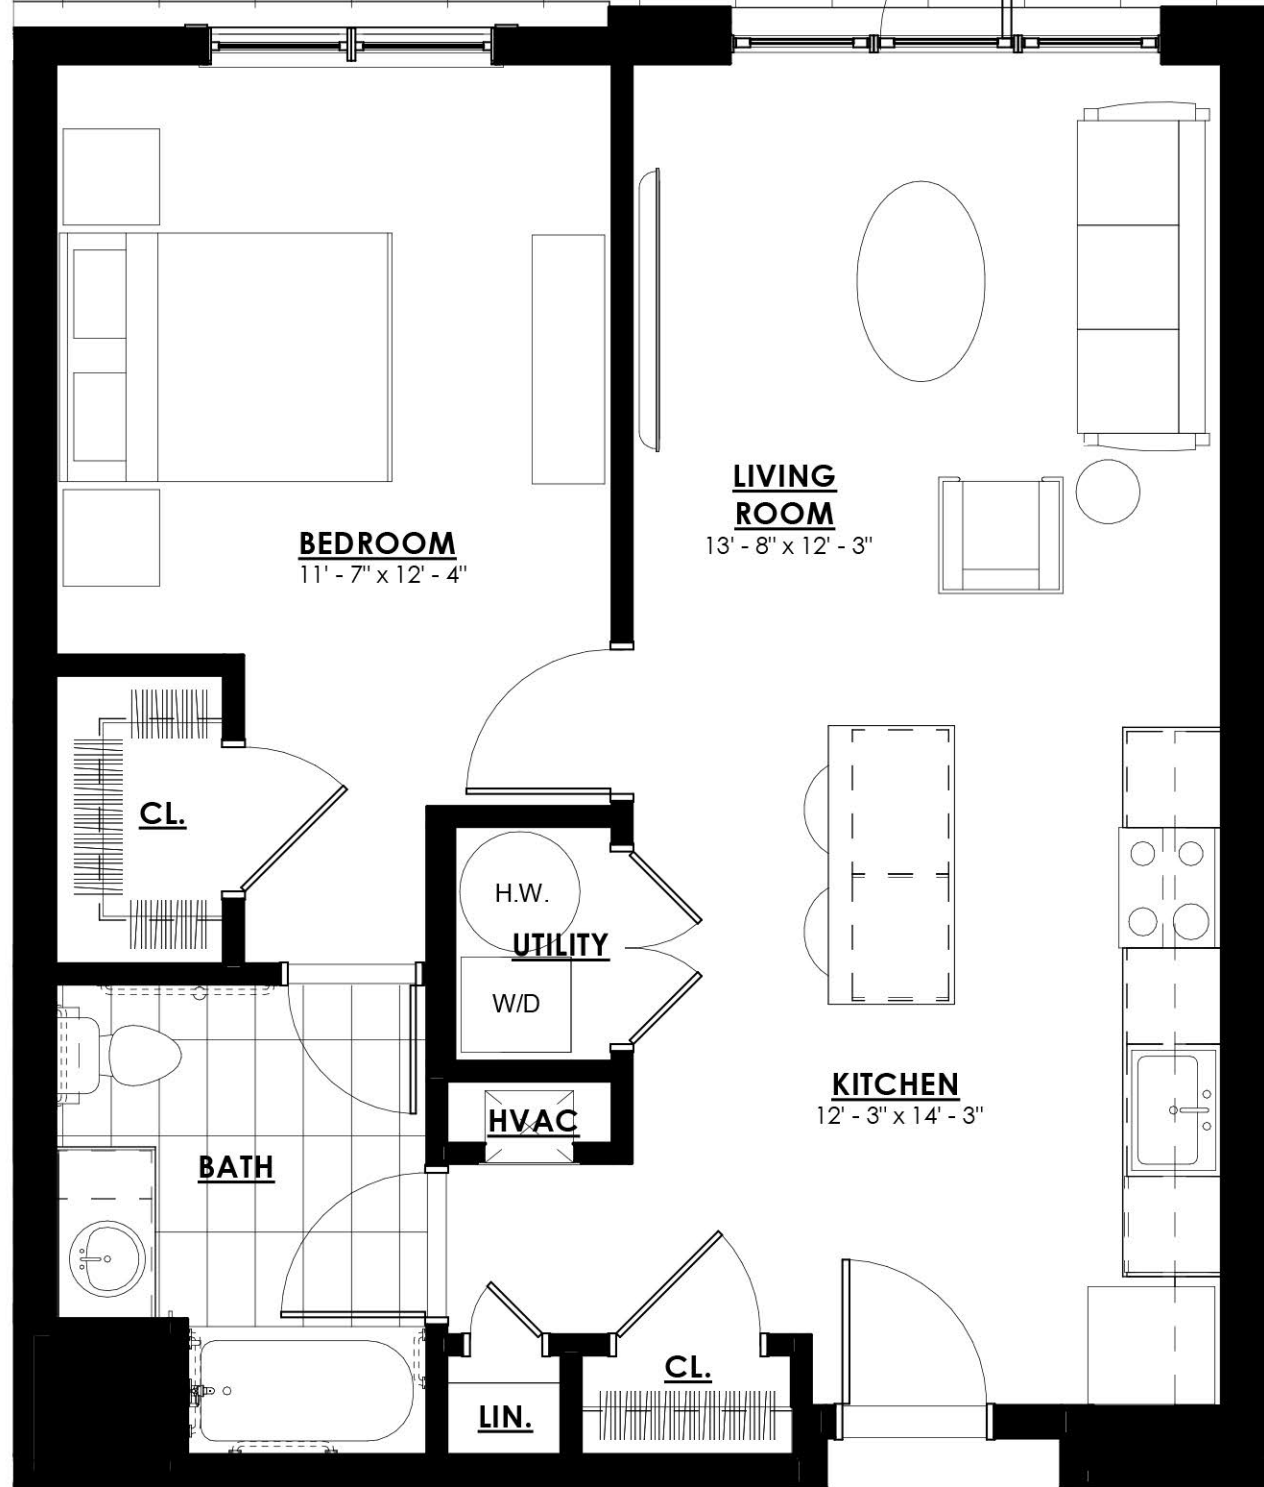 LIVING
ROOM
13' - 8" x 12' - 3"
BEDROOM
11' - 7" x 12' - 4"
CL.
H.W.
UTILITY
W/D
KITCHEN
12' - 3" x 14' - 3"
HVAC
BATH
CL.
LIN.